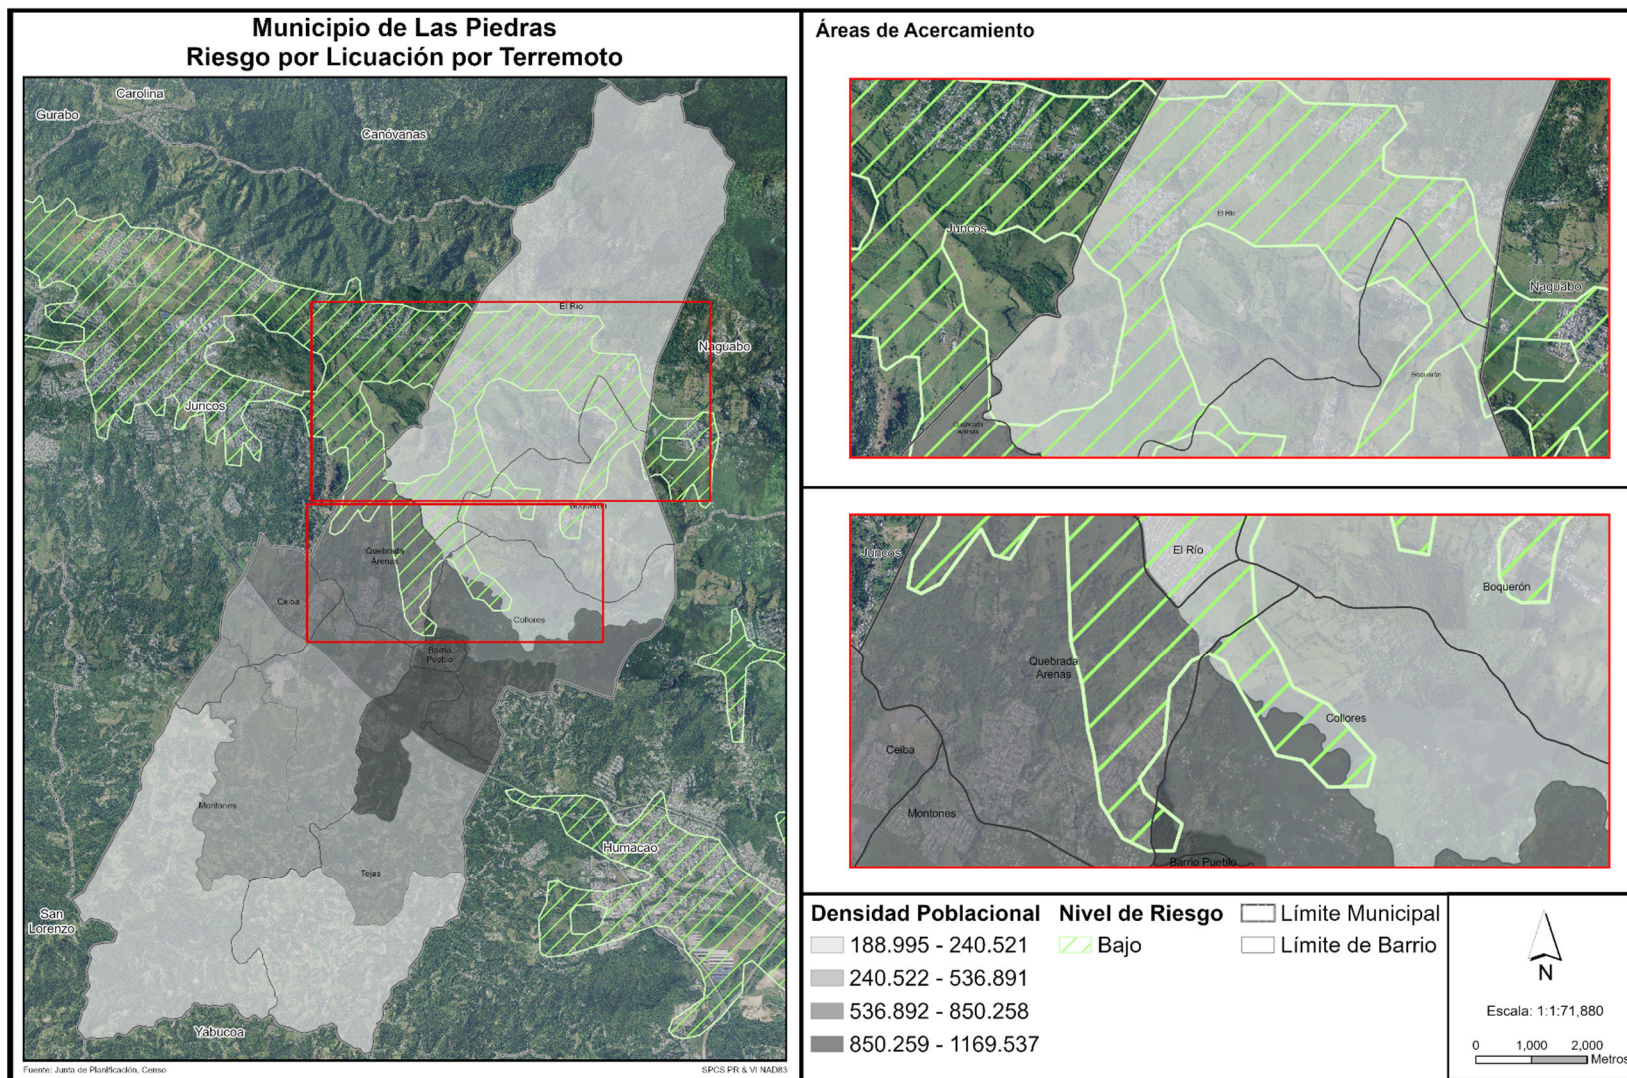 Municipio de Las Piedras
Riesgo por Licuación por Terremoto
Carolina
Gurabo
Canóvanas
El Río
Naguabo
Juncos
Boquerón
Quebrada
Arenas
Ceiba
Collores
Barrio
Pueblo
Montones
Humacao
Tejas
San
Lorenzo
Yabucoa
Fuente: Junta de Planificación, Censo
SPCS PR & VI NAD83
Áreas de Acercamiento
El Río
Juncos
Naguabo
Boquerón
Quebrada
Arenas
Juncos
El Río
Boquerón
Quebrada
Arenas
Collores
Ceiba
Montones
Barrio Pueblo
Densidad Poblacional
188.995 - 240.521
240.522 - 536.891
536.892 - 850.258
850.259 - 1169.537
Nivel de Riesgo
Bajo
Límite Municipal
Límite de Barrio
N
Escala: 1:1:71,880
0 1,000 2,000
Metros